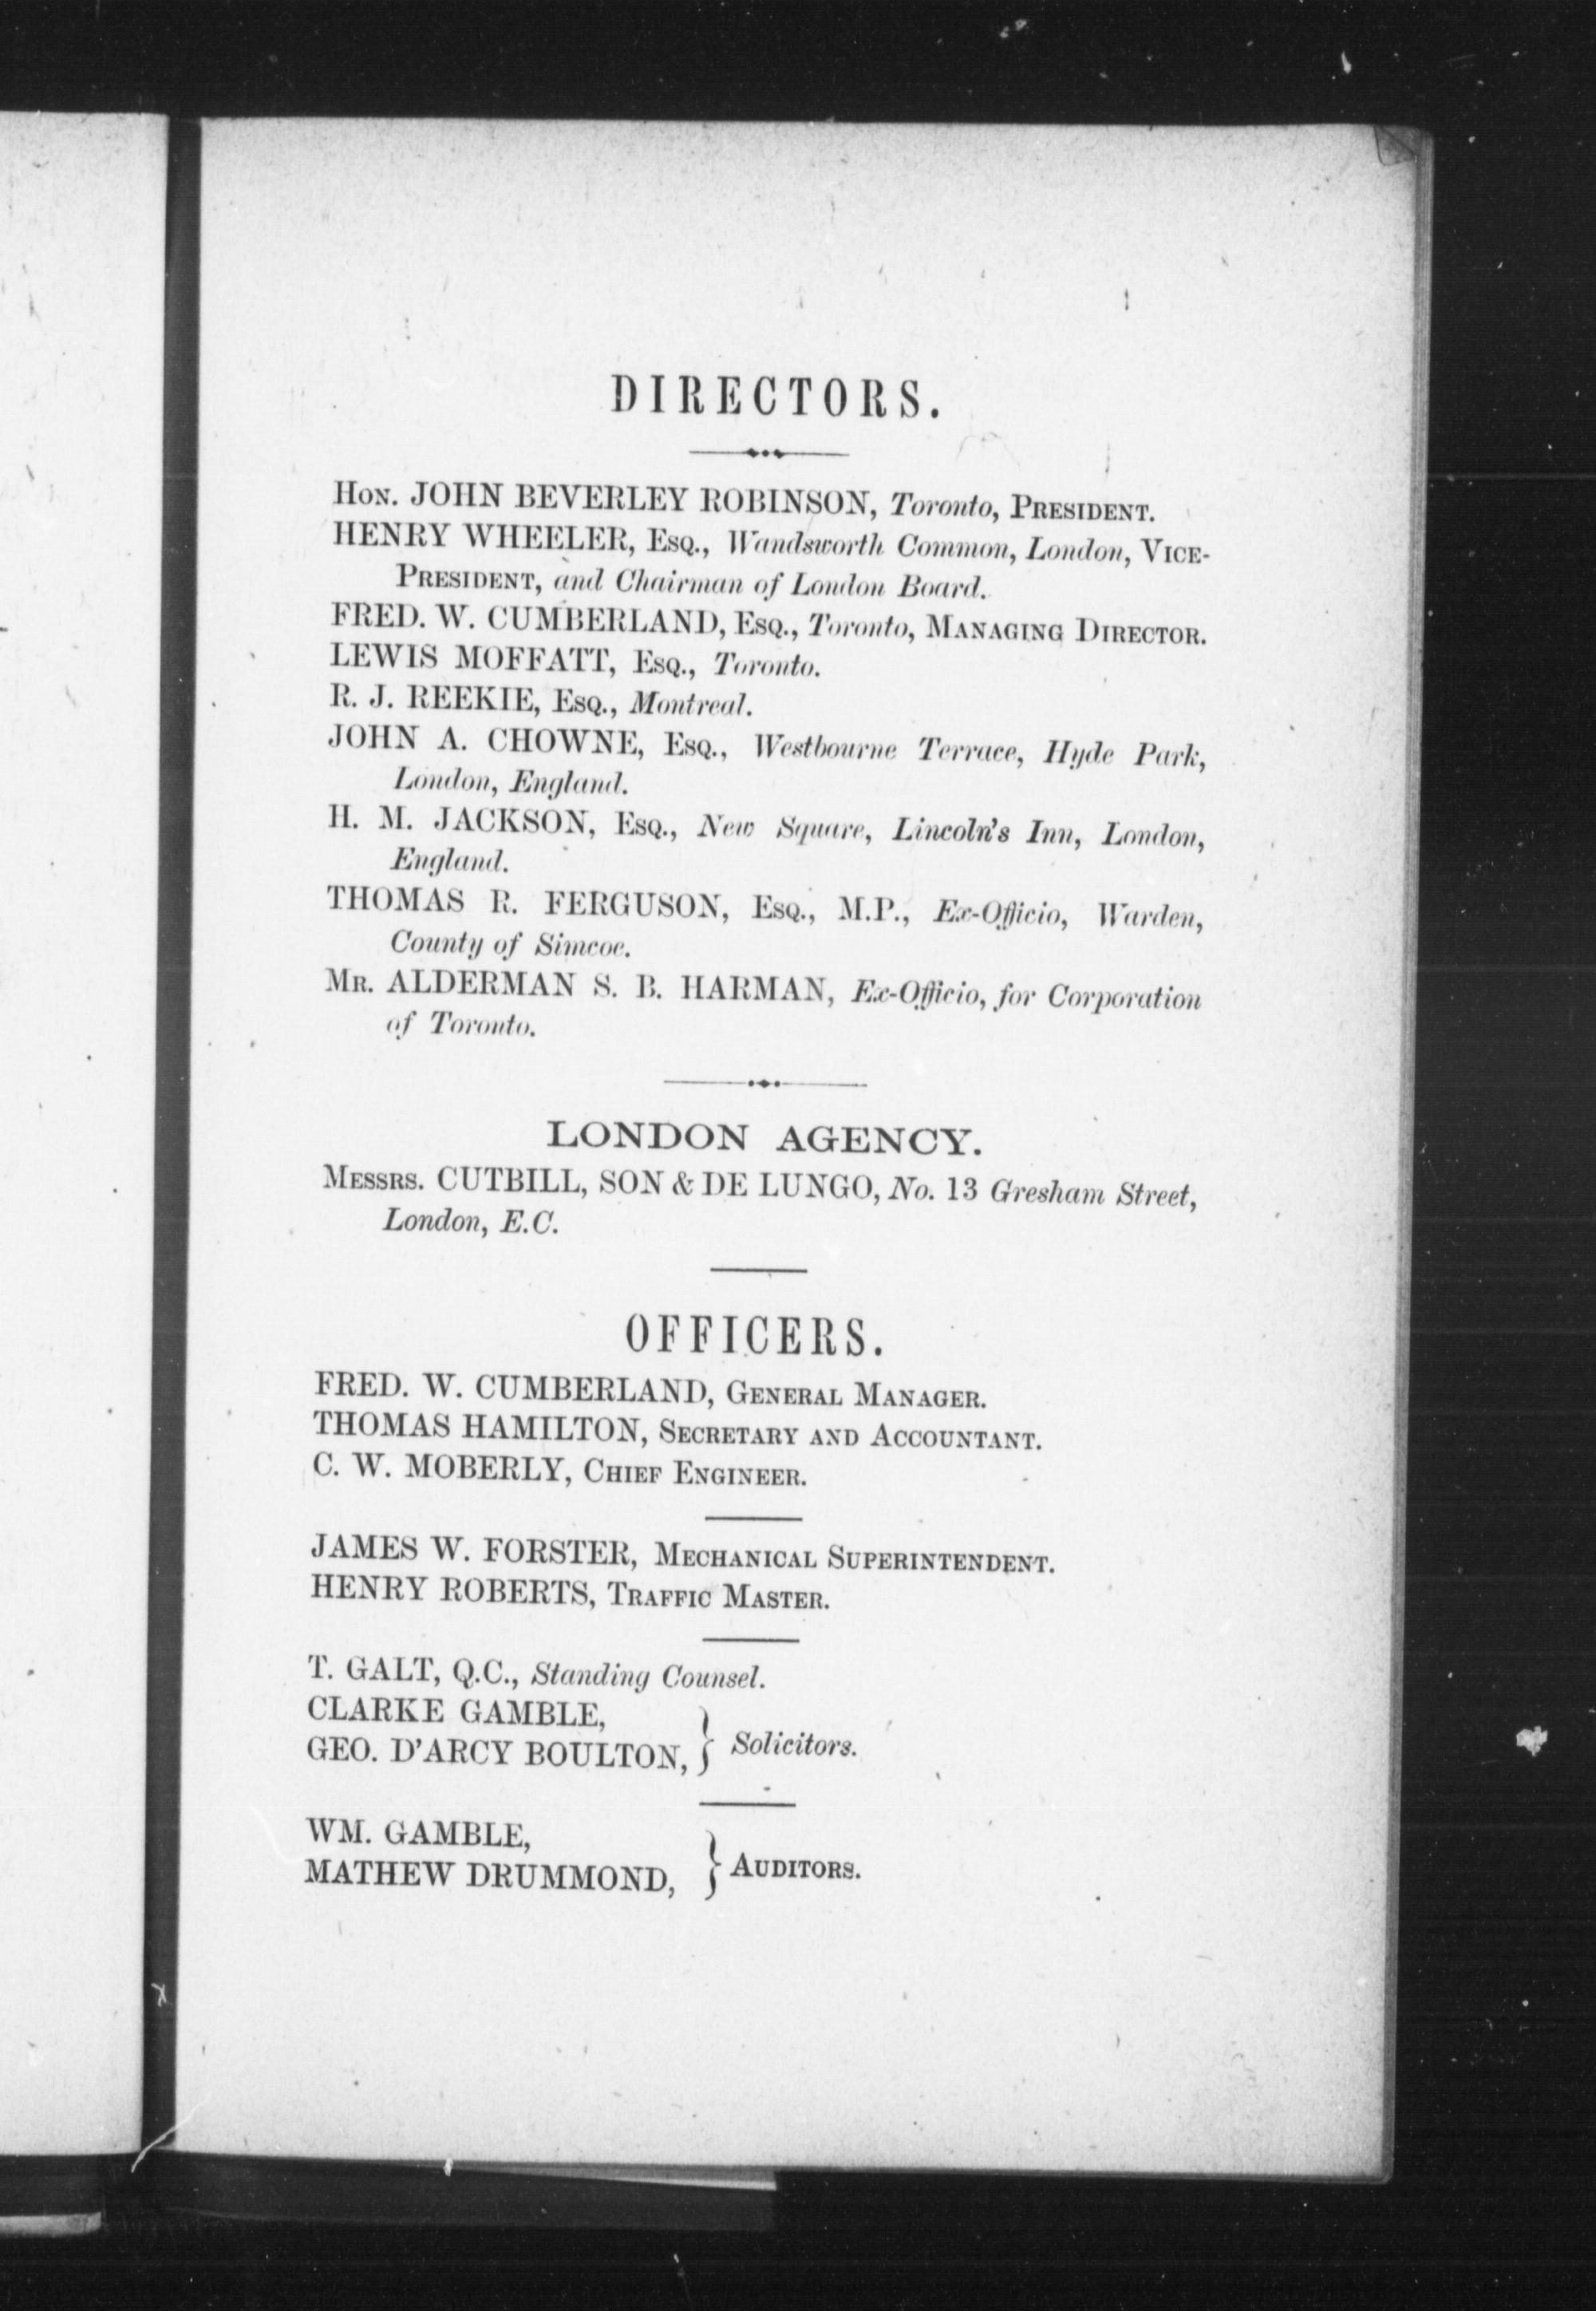 DIRECTORS.
HON. JOHN BEVERLEY ROBINSON, Toronto, PRESIDENT.
HENRY WHEELER, ESQ., Wandsworth Common, London, VICE-
PRESIDENT, and Chairman of London Board.
FRED. W. CUMBERLAND, ESQ., Toronto, MANAGING DIRECTOR.
LEWIS MOFFATT, ESQ., Toronto.
R. J. REEKIE, ESQ., Montreal.
JOHN A. CHOWNE, ESQ., Westbourne Terrace, Hyde Park,
London, England.
H. M. JACKSON, ESQ., New Square, Lincoln's Inn, London,
England.
THOMAS R. FERGUSON, ESQ., M.P., Ex-Officio, Warden,
County of Simcoe.
MR. ALDERMAN S. B. HARMAN, Ex-Officio, for Corporation
of Toronto.
LONDON AGENCY.
MESSRS. CUTBILL, SON & DE LUNGO, No. 13 Gresham Street,
London, E.C.
OFFICERS.
FRED. W. CUMBERLAND, GENERAL MANAGER.
THOMAS HAMILTON, SECRETARY AND ACCOUNTANT.
C. W. MOBERLY, CHIEF ENGINEER.
JAMES W. FORSTER, MECHANICAL SUPERINTENDENT.
HENRY ROBERTS, TRAFFIC MASTER.
T. GALT, Q.C., Standing Counsel.
CLARKE GAMBLE,
GEO. D'ARCY BOULTON, } Solicitors.
WM. GAMBLE,
MATHEW DRUMMOND, } AUDITORS.